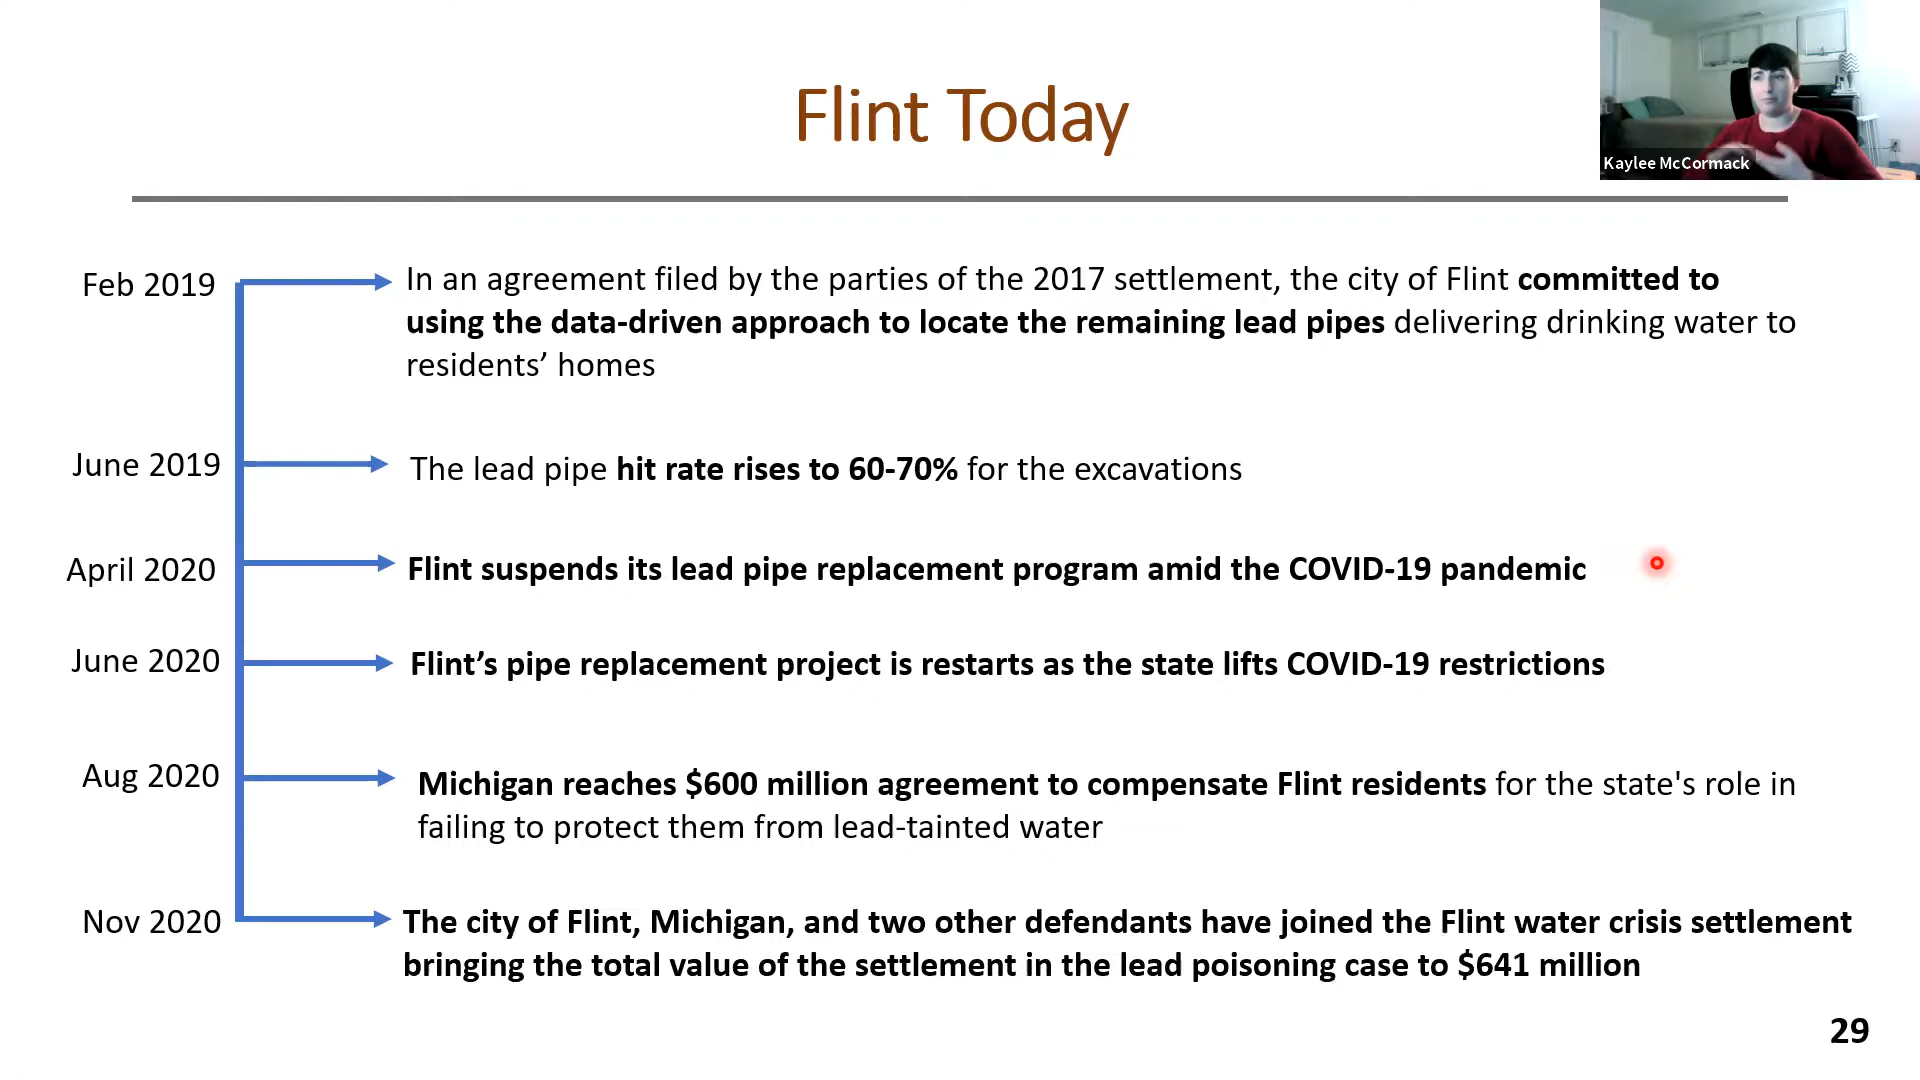 Flint Today
Kaylee McCormack
Feb 2019
In an agreement filed by the parties of the 2017 settlement, the city of Flint committed to
using the data-driven approach to locate the remaining lead pipes delivering drinking water to
residents’ homes
June 2019
The lead pipe hit rate rises to 60-70% for the excavations
April 2020
Flint suspends its lead pipe replacement program amid the COVID-19 pandemic
June 2020
Flint’s pipe replacement project is restarts as the state lifts COVID-19 restrictions
Aug 2020
Michigan reaches $600 million agreement to compensate Flint residents for the state's role in
failing to protect them from lead-tainted water
Nov 2020
The city of Flint, Michigan, and two other defendants have joined the Flint water crisis settlement
bringing the total value of the settlement in the lead poisoning case to $641 million
29